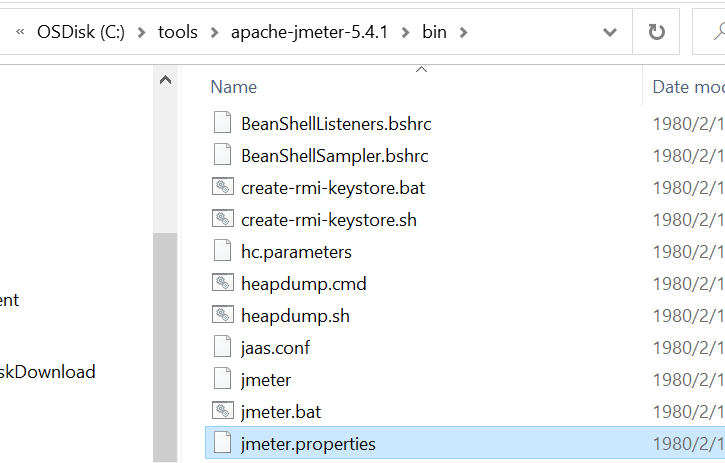 « OSDisk (C:) > tools > apache-jmeter-5.4.1 > bin >
Name Date mod
BeanShellListeners.bshrc 1980/2/1
BeanShellSampler.bshrc 1980/2/1
create-rmi-keystore.bat 1980/2/1
create-rmi-keystore.sh 1980/2/1
hc.parameters 1980/2/1
heapdump.cmd 1980/2/1
ent
heapdump.sh 1980/2/1
jaas.conf 1980/2/1
skDownload
jmeter 1980/2/1
jmeter.bat 1980/2/1
jmeter.properties 1980/2/1